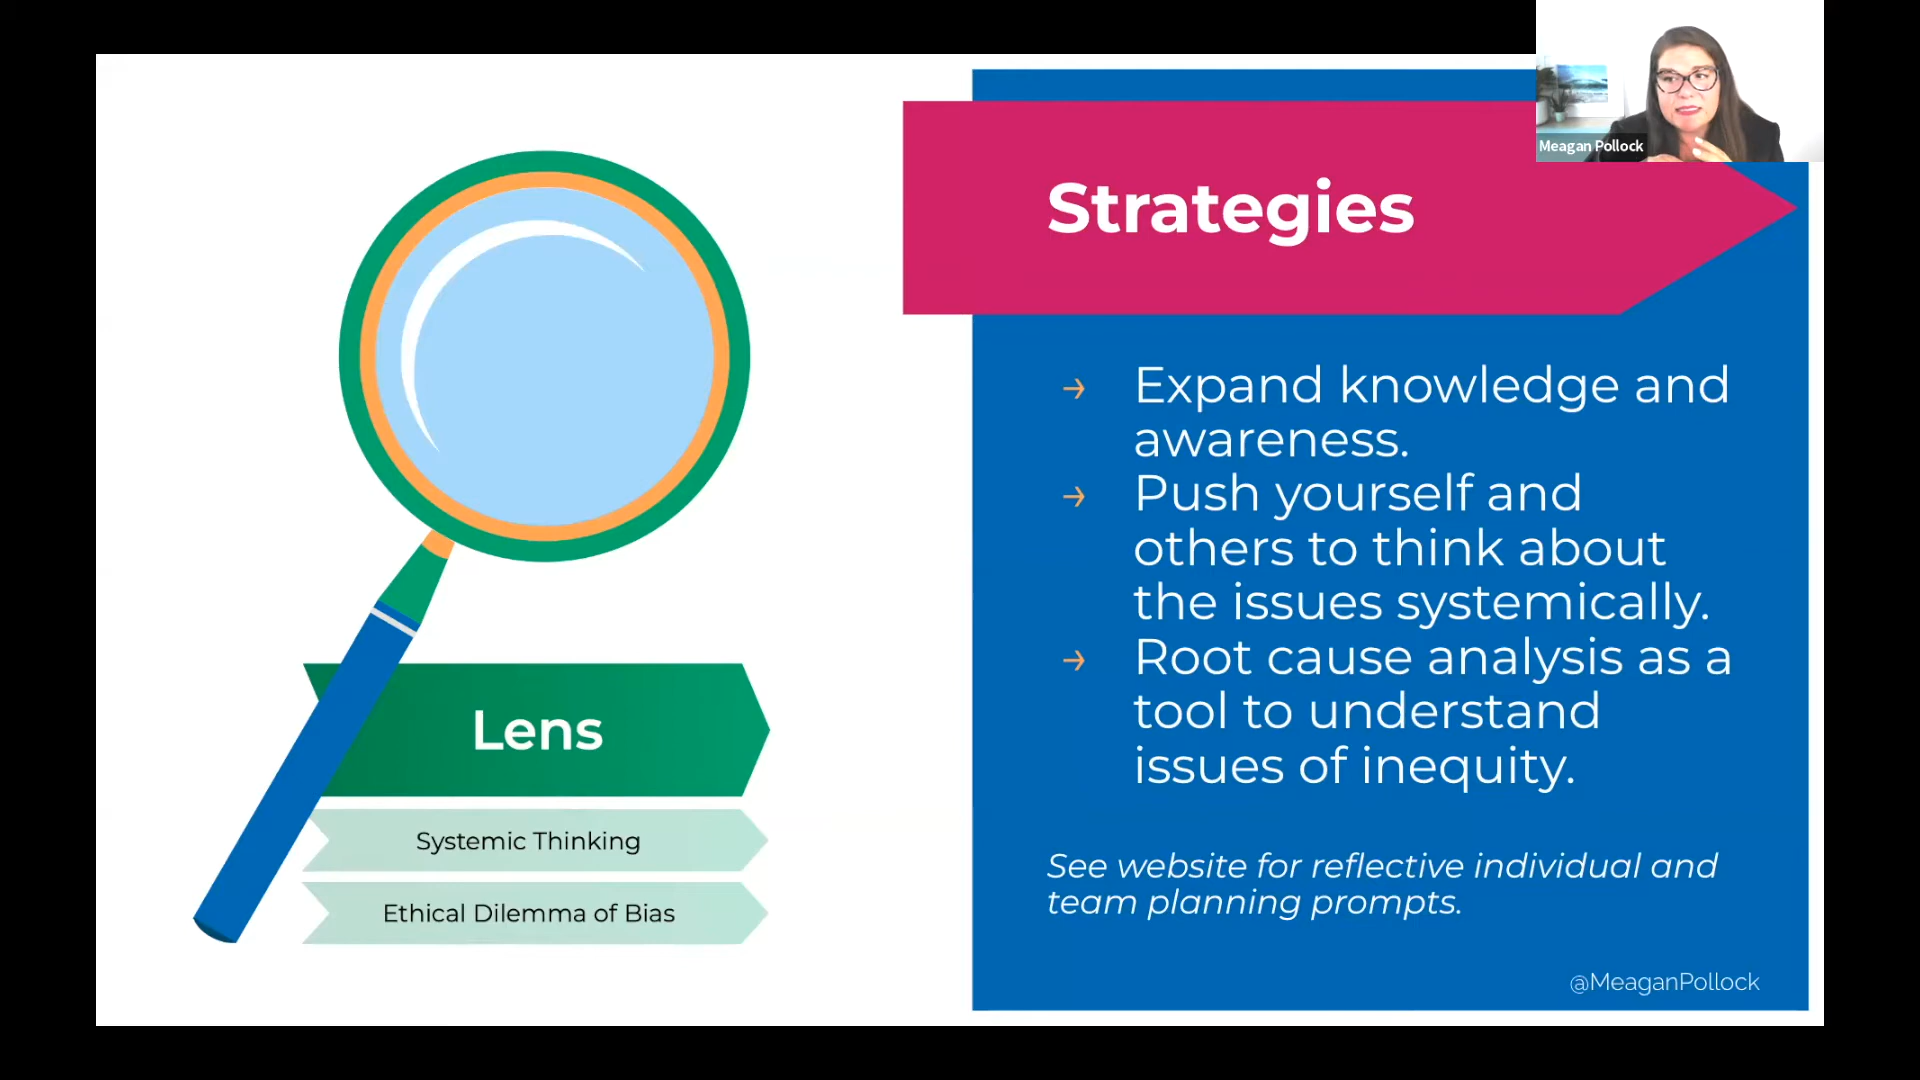 Meagan Pollock
Strategies
→ Expand knowledge and
awareness.
→ Push yourself and
others to think about
the issues systemically.
→ Root cause analysis as a
tool to understand
issues of inequity.
See website for reflective individual and
team planning prompts.
@MeaganPollock
Lens
Systemic Thinking
Ethical Dilemma of Bias